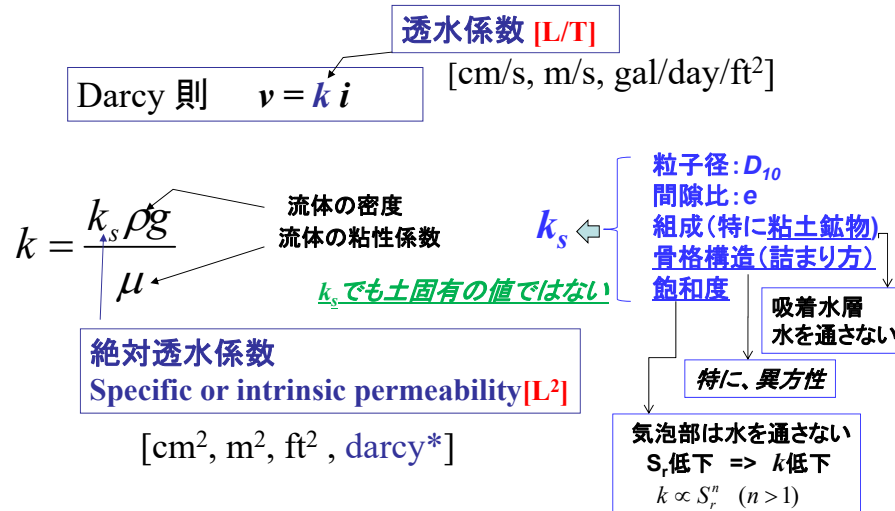 透水係数 [L/T]
[cm/s, m/s, gal/day/ft²]
Darcy 則 v = k i
k = k_s ρg / μ
流体の密度
流体の粘性係数
k_s
粒子径：D₁₀
間隙比：e
組成（特に粘土鉱物）
骨格構造（詰まり方）
飽和度
k_sでも土固有の値ではない
吸着水層
水を通さない
絶対透水係数
Specific or intrinsic permeability[L²]
特に、異方性
[cm², m², ft² , darcy*]
気泡部は水を通さない
S_r低下 => k低下
k ∝ S_r^n (n>1)